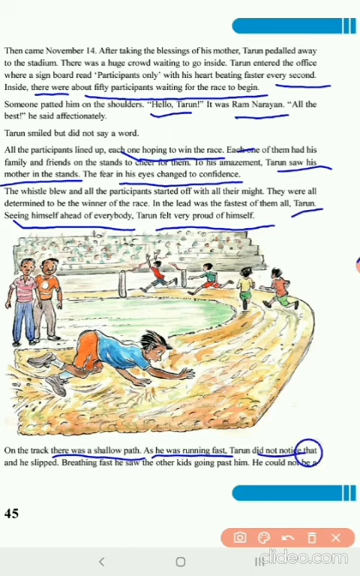 Then came November 14. After taking the blessings of his mother, Tarun pedalled away
to the stadium. There was a huge crowd waiting to go inside. Tarun entered the office
where a sign board read 'Participants only' with his heart beating faster every second.
Inside, there were about fifty participants waiting for the race to begin.
Someone patted him on the shoulders. "Hello, Tarun!" It was Ram Narayan. "All the
best!" he said affectionately.
Tarun smiled but did not say a word.
All the participants lined up, each one hoping to win the race. Each one of them had his
family and friends on the stands to cheer for them. To his amazement, Tarun saw his
mother in the stands. The fear in his eyes changed to confidence.
The whistle blew and all the participants started off with all their might. They were all
determined to be the winner of the race. In the lead was the fastest of them all, Tarun.
Seeing himself ahead of everybody, Tarun felt very proud of himself.
On the track there was a shallow path. As he was running fast, Tarun did not notice that
and he slipped. Breathing fast he saw the other kids going past him. He could not be a
45
clideo.com